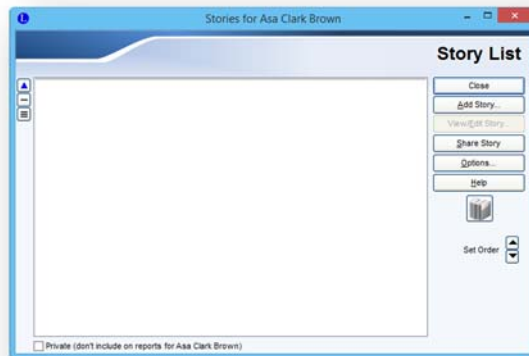 Stories for Asa Clark Brown
Story List
Close
Add Story...
View/Edit Story...
Share Story
Options...
Help
Set Order
Private (don't include on reports for Asa Clark Brown)